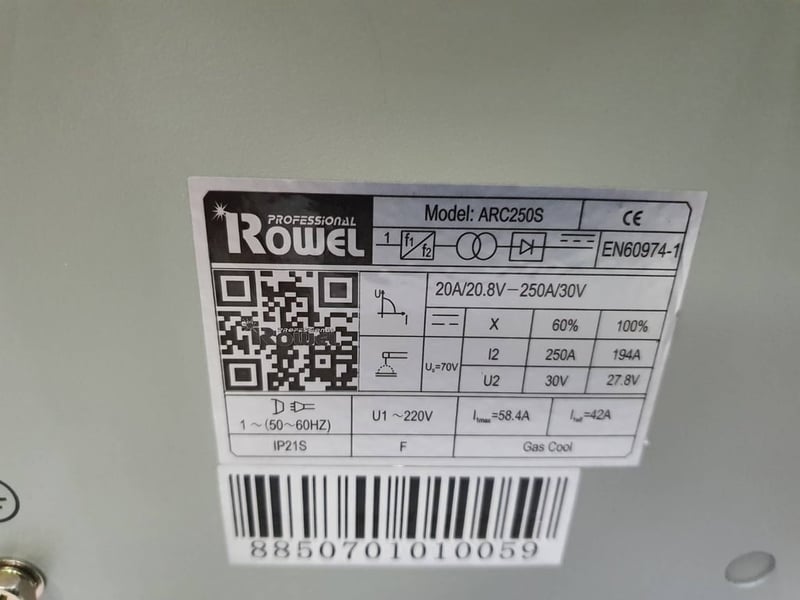 PROFESSIONAL
ROWEL
Model: ARC250S
CE
1 f1 f2
EN60974-1
PROFESSIONAL
ROWEL
U
I
20A/20.8V－250A/30V
X 60% 100%
U₀=70V
I2 250A 194A
U2 30V 27.8V
1～(50～60HZ)
U1～220V
I1max=58.4A
I1eff=42A
IP21S
F
Gas Cool
8850701010059